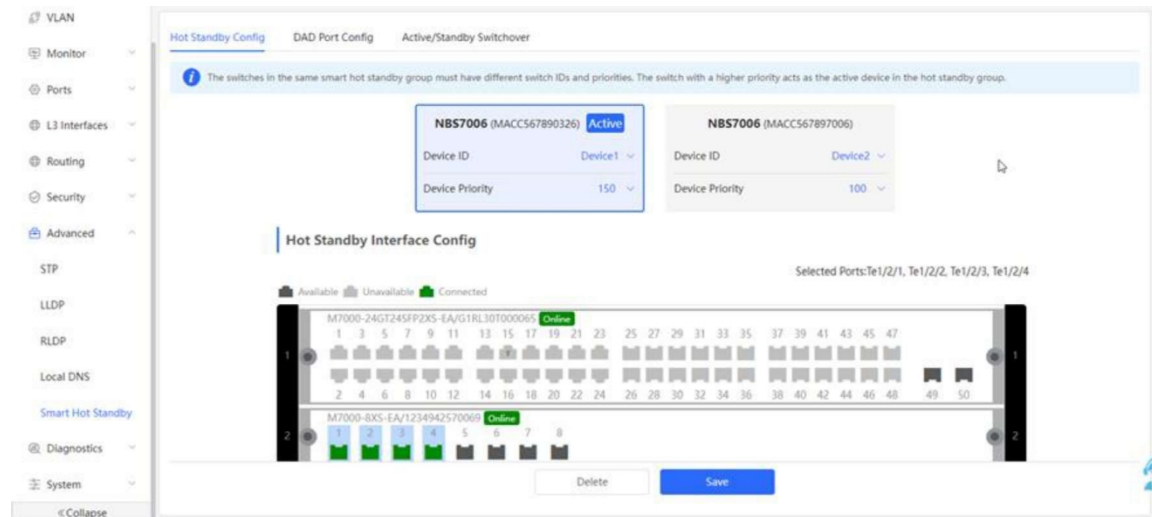 VLAN
Monitor
Ports
L3 Interfaces
Routing
Security
Advanced
STP
LLDP
RLDP
Local DNS
Smart Hot Standby
Diagnostics
System
«Collapse
Hot Standby Config DAD Port Config Active/Standby Switchover
The switches in the same smart hot standby group must have different switch IDs and priorities. The switch with a higher priority acts as the active device in the hot standby group.
NBS7006 (MACC567890326) Active
Device ID Device1
Device Priority 150
NBS7006 (MACC567897006)
Device ID Device2
Device Priority 100
Hot Standby Interface Config
Selected Ports:Te1/2/1, Te1/2/2, Te1/2/3, Te1/2/4
Available Unavailable Connected
M7000-24GT24SFP2XS-EA/G1RL30T000065 Online
1 3 5 7 9 11 13 15 17 19 21 23 25 27 29 31 33 35 37 39 41 43 45 47
1 1
2 4 6 8 10 12 14 16 18 20 22 24 26 28 30 32 34 36 38 40 42 44 46 48 49 50
M7000-8XS-EA/1234942570069 Online
1 2 3 4 5 6 7 8
2 2
Delete Save